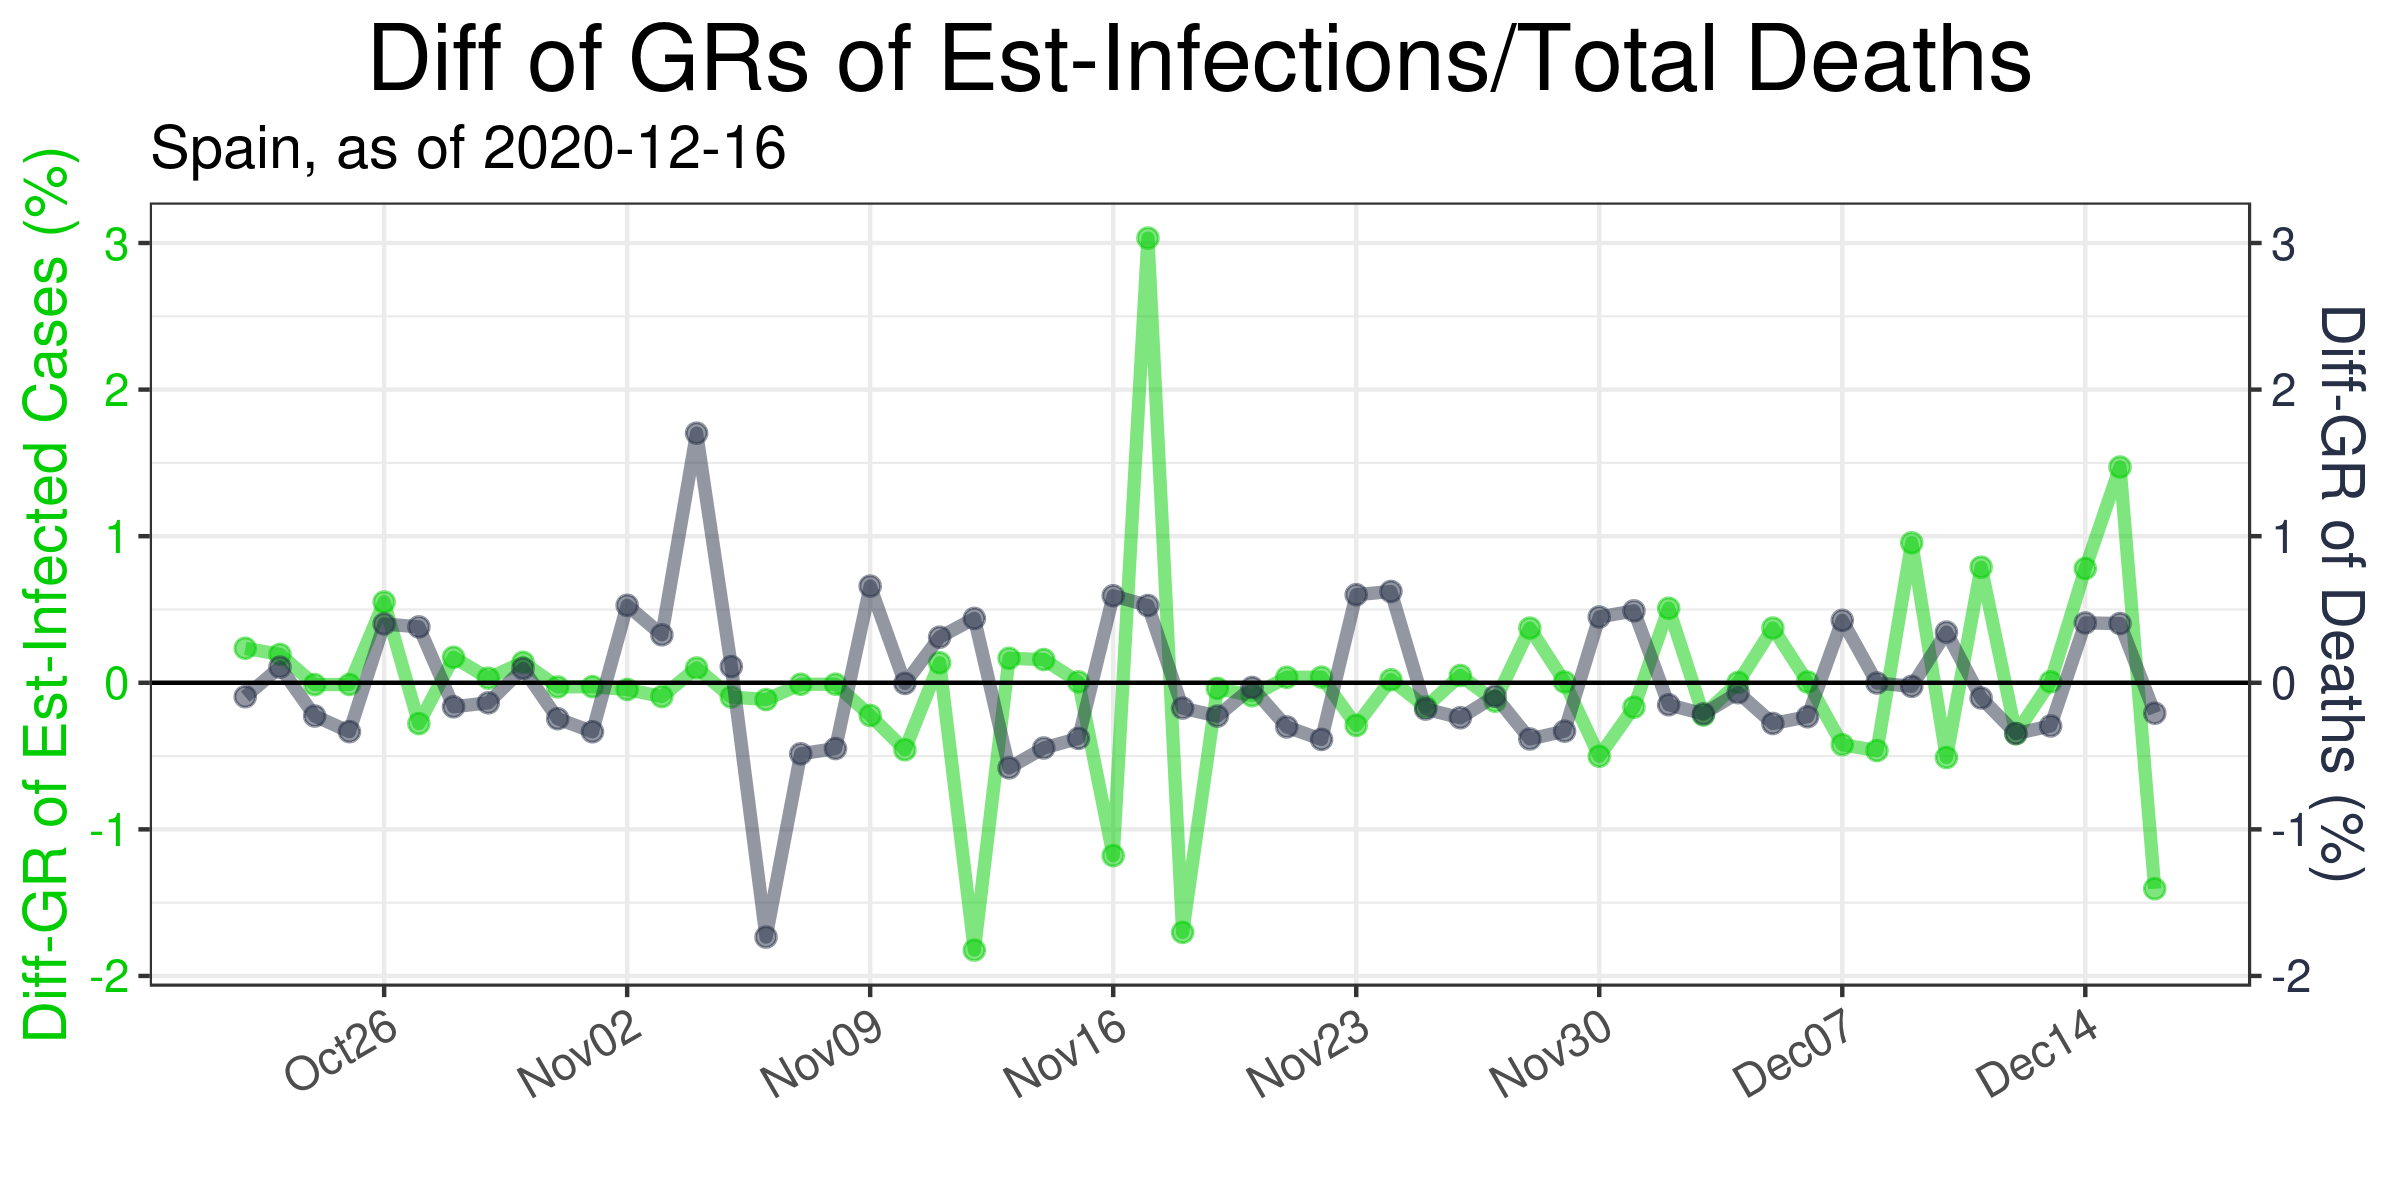 Diff of GRs of Est-Infections/Total Deaths
Spain, as of 2020-12-16
Diff-GR of Est-Infected Cases (%)
3
2
1
0
-1
-2
3
2
1
0
-1
-2
Diff-GR of Deaths (%)
Oct26
Nov02
Nov09
Nov16
Nov23
Nov30
Dec07
Dec14